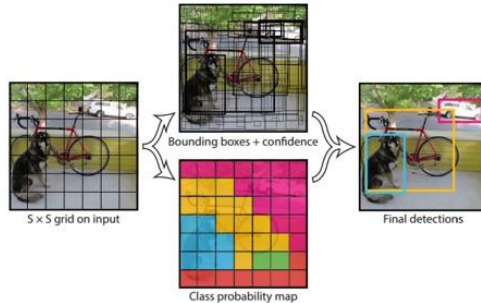 Bounding boxes + confidence
S × S grid on input
Final detections
Class probability map